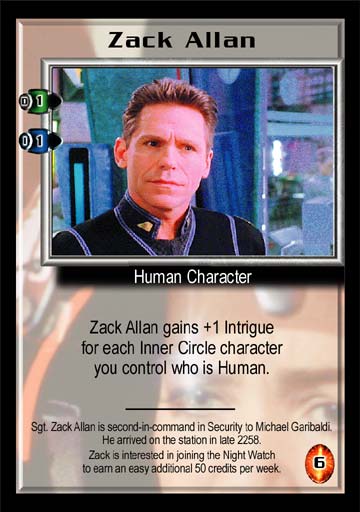 Zack Allan
1
1
Human Character
Zack Allan gains +1 Intrigue
for each Inner Circle character
you control who is Human.
Sgt. Zack Allan is second-in-command in Security to Michael Garibaldi.
He arrived on the station in late 2258.
Zack is interested in joining the Night Watch
to earn an easy additional 50 credits per week.
6